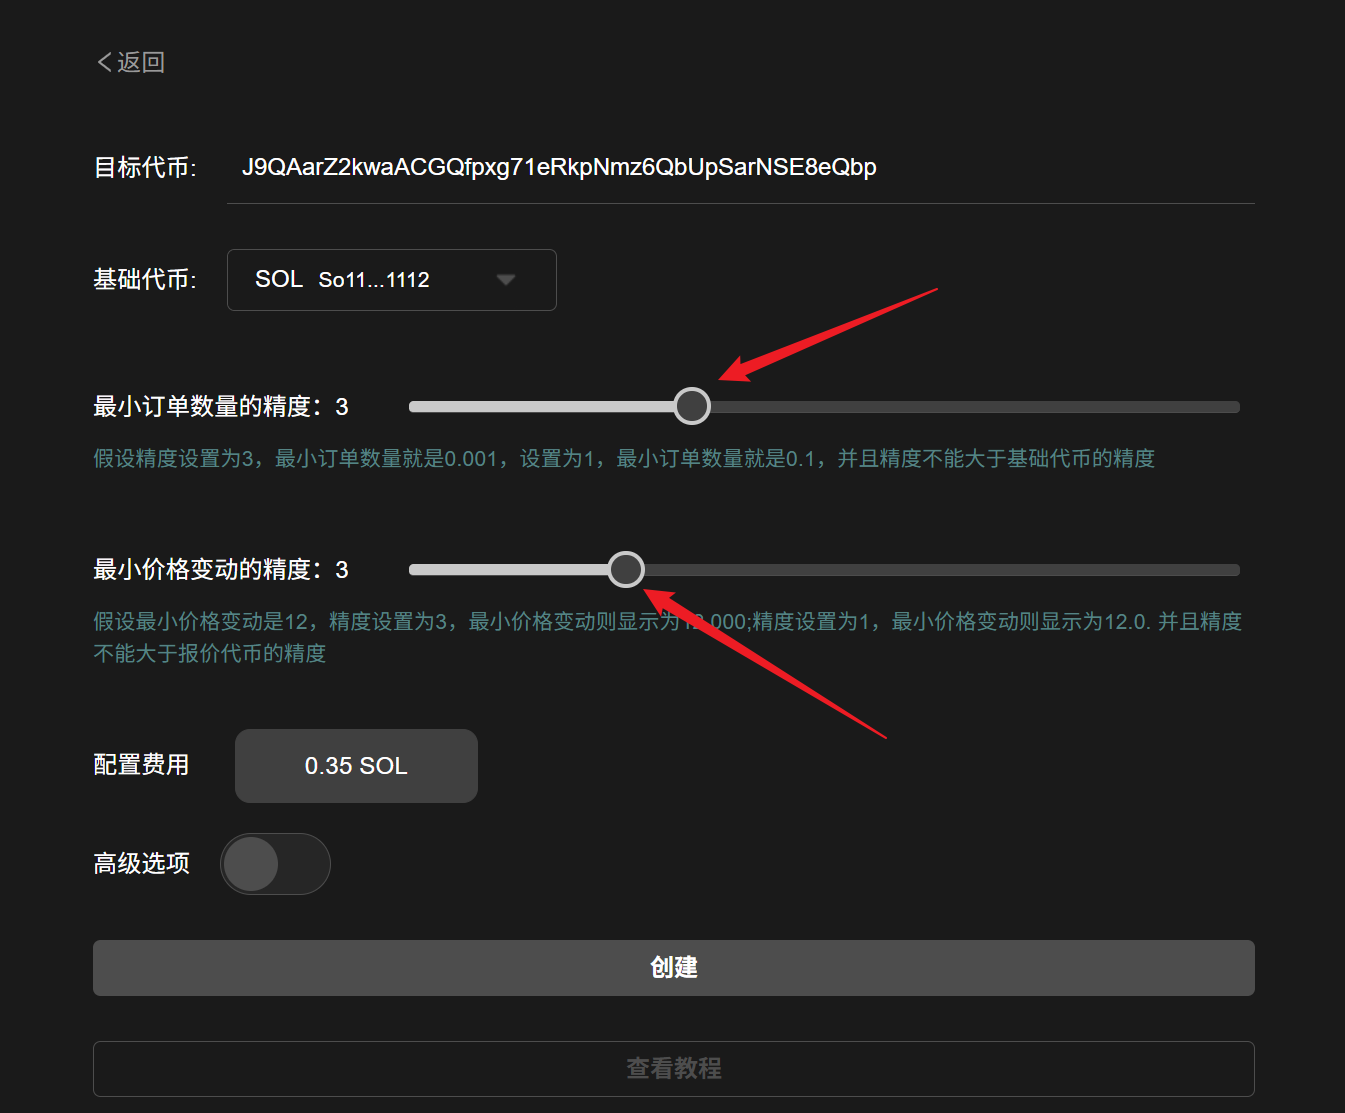 返回
目标代币: J9QAarZ2kwaACGQfpxg71eRkpNmz6QbUpSarNSE8eQbp
基础代币: SOL So11...1112
最小订单数量的精度：3
假设精度设置为3，最小订单数量就是0.001，设置为1，最小订单数量就是0.1，并且精度不能大于基础代币的精度
最小价格变动的精度：3
假设最小价格变动是12，精度设置为3，最小价格变动则显示为12.000;精度设置为1，最小价格变动则显示为12.0. 并且精度
不能大于报价代币的精度
配置费用 0.35 SOL
高级选项
创建
查看教程